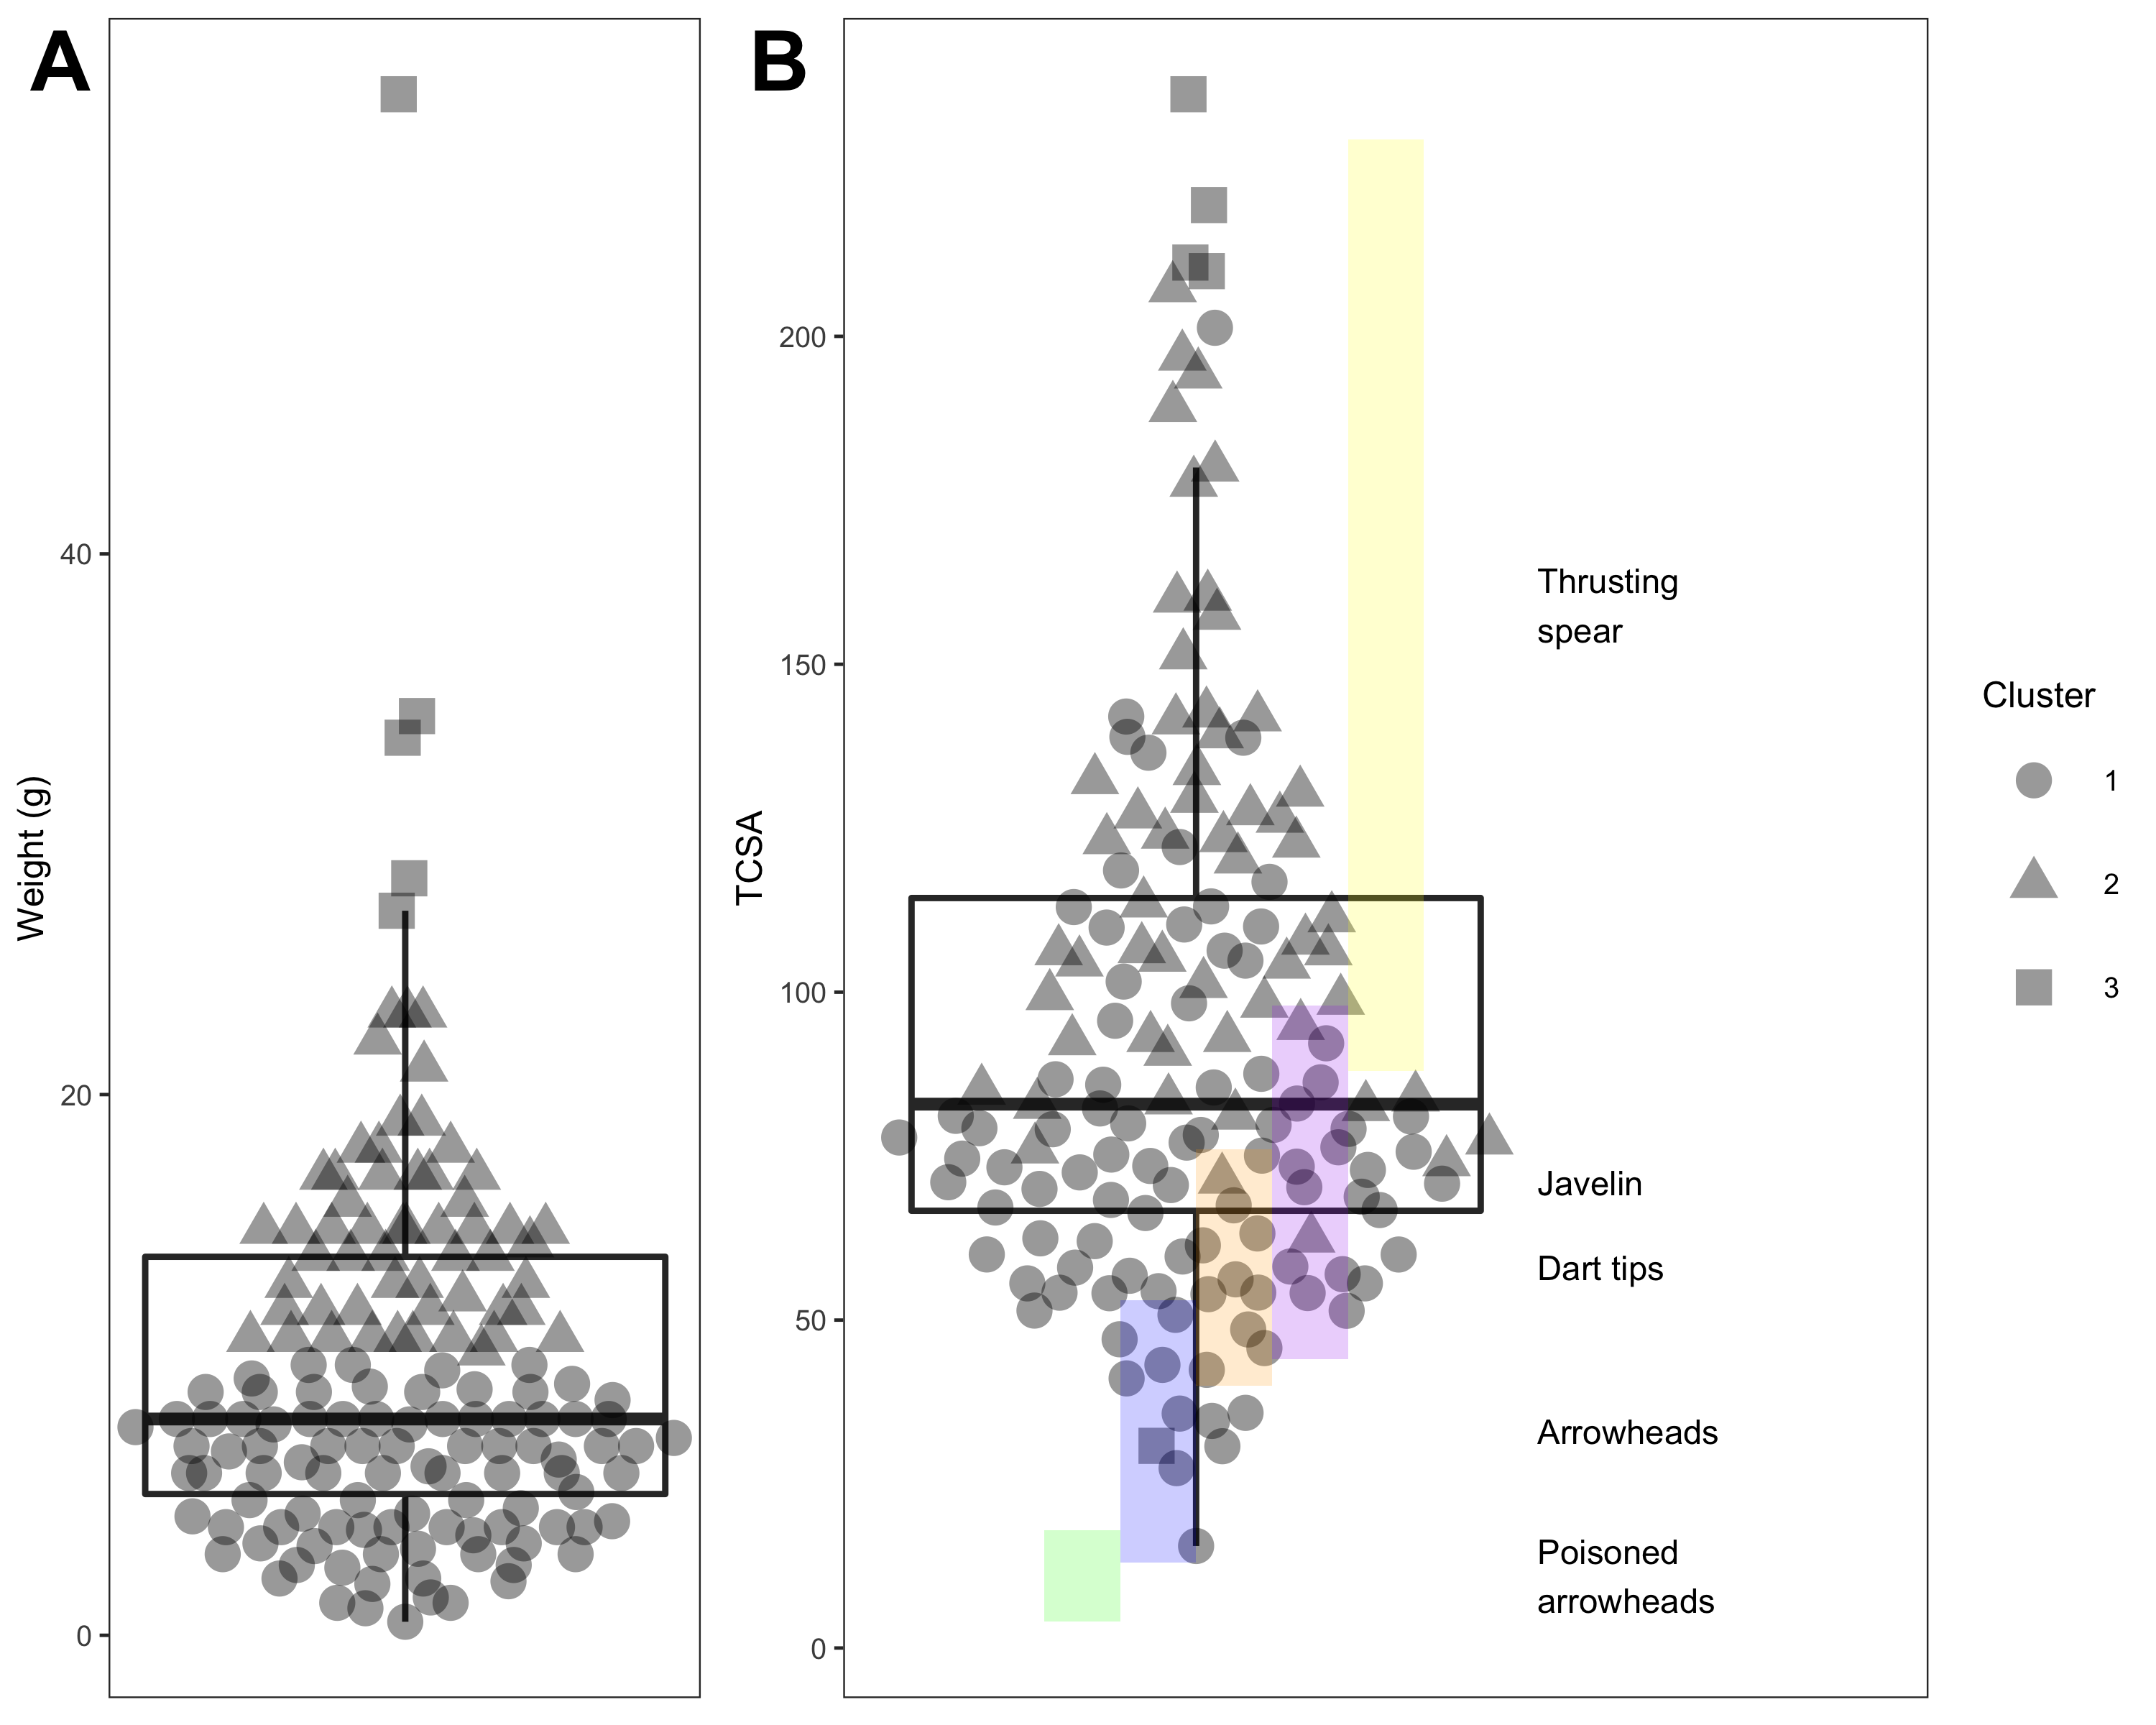 A
B
Weight (g)
40
20
0
TCSA
200
150
100
50
0
Thrusting
spear
Javelin
Dart tips
Arrowheads
Poisoned
arrowheads
Cluster
1
2
3